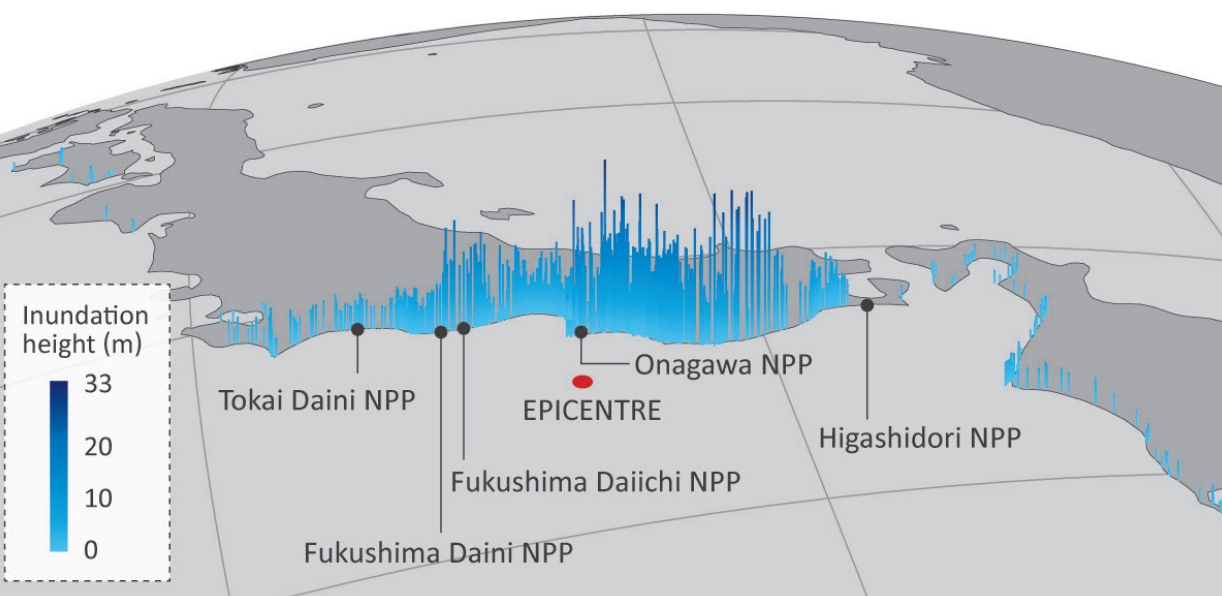 Inundation
height (m)
33
20
10
0
Tokai Daini NPP
Onagawa NPP
EPICENTRE
Higashidori NPP
Fukushima Daiichi NPP
Fukushima Daini NPP